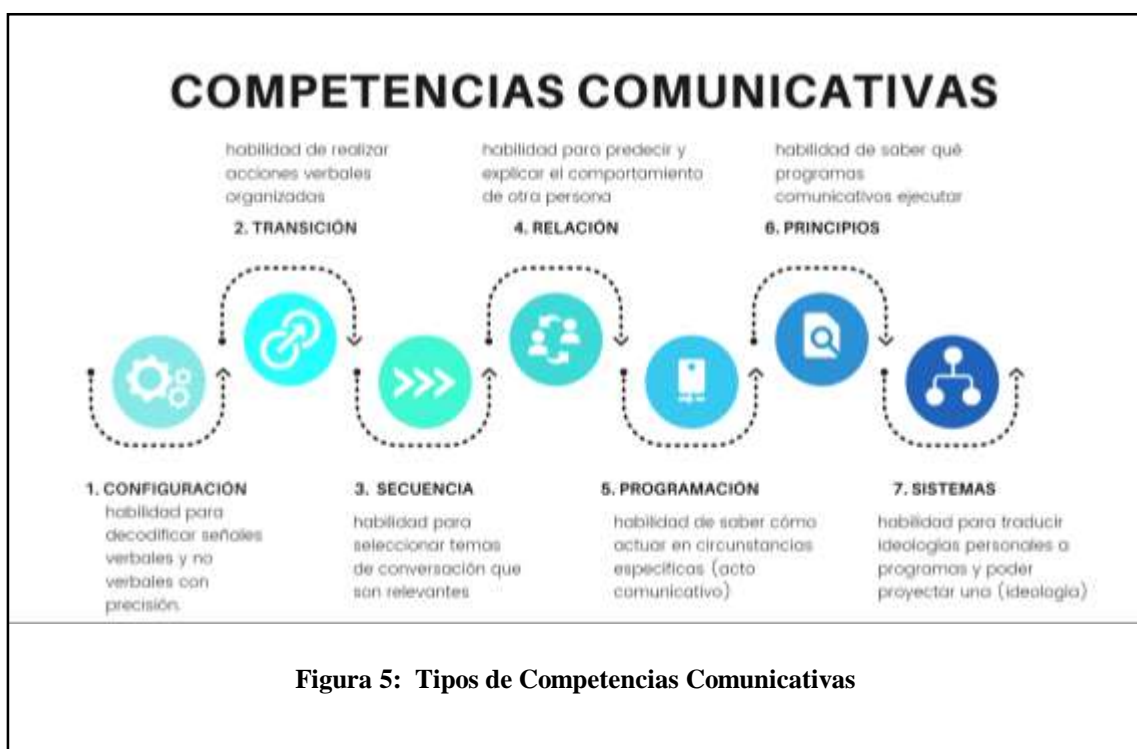 COMPETENCIAS COMUNICATIVAS
habilidad de realizar
acciones verbales
organizadas
2. TRANSICIÓN
habilidad para predecir y
explicar el comportamiento
de otra persona
4. RELACIÓN
habilidad de saber qué
programas
comunicativos ejecutar
6. PRINCIPIOS
1. CONFIGURACIÓN
habilidad para
decodificar señales
verbales y no
verbales con
precisión.
3. SECUENCIA
habilidad para
seleccionar temas
de conversación que
son relevantes
5. PROGRAMACIÓN
habilidad de saber cómo
actuar en circunstancias
específicas (acto
comunicativo)
7. SISTEMAS
habilidad para traducir
ideologías personales a
programas y poder
proyectar una (ideología)
Figura 5: Tipos de Competencias Comunicativas